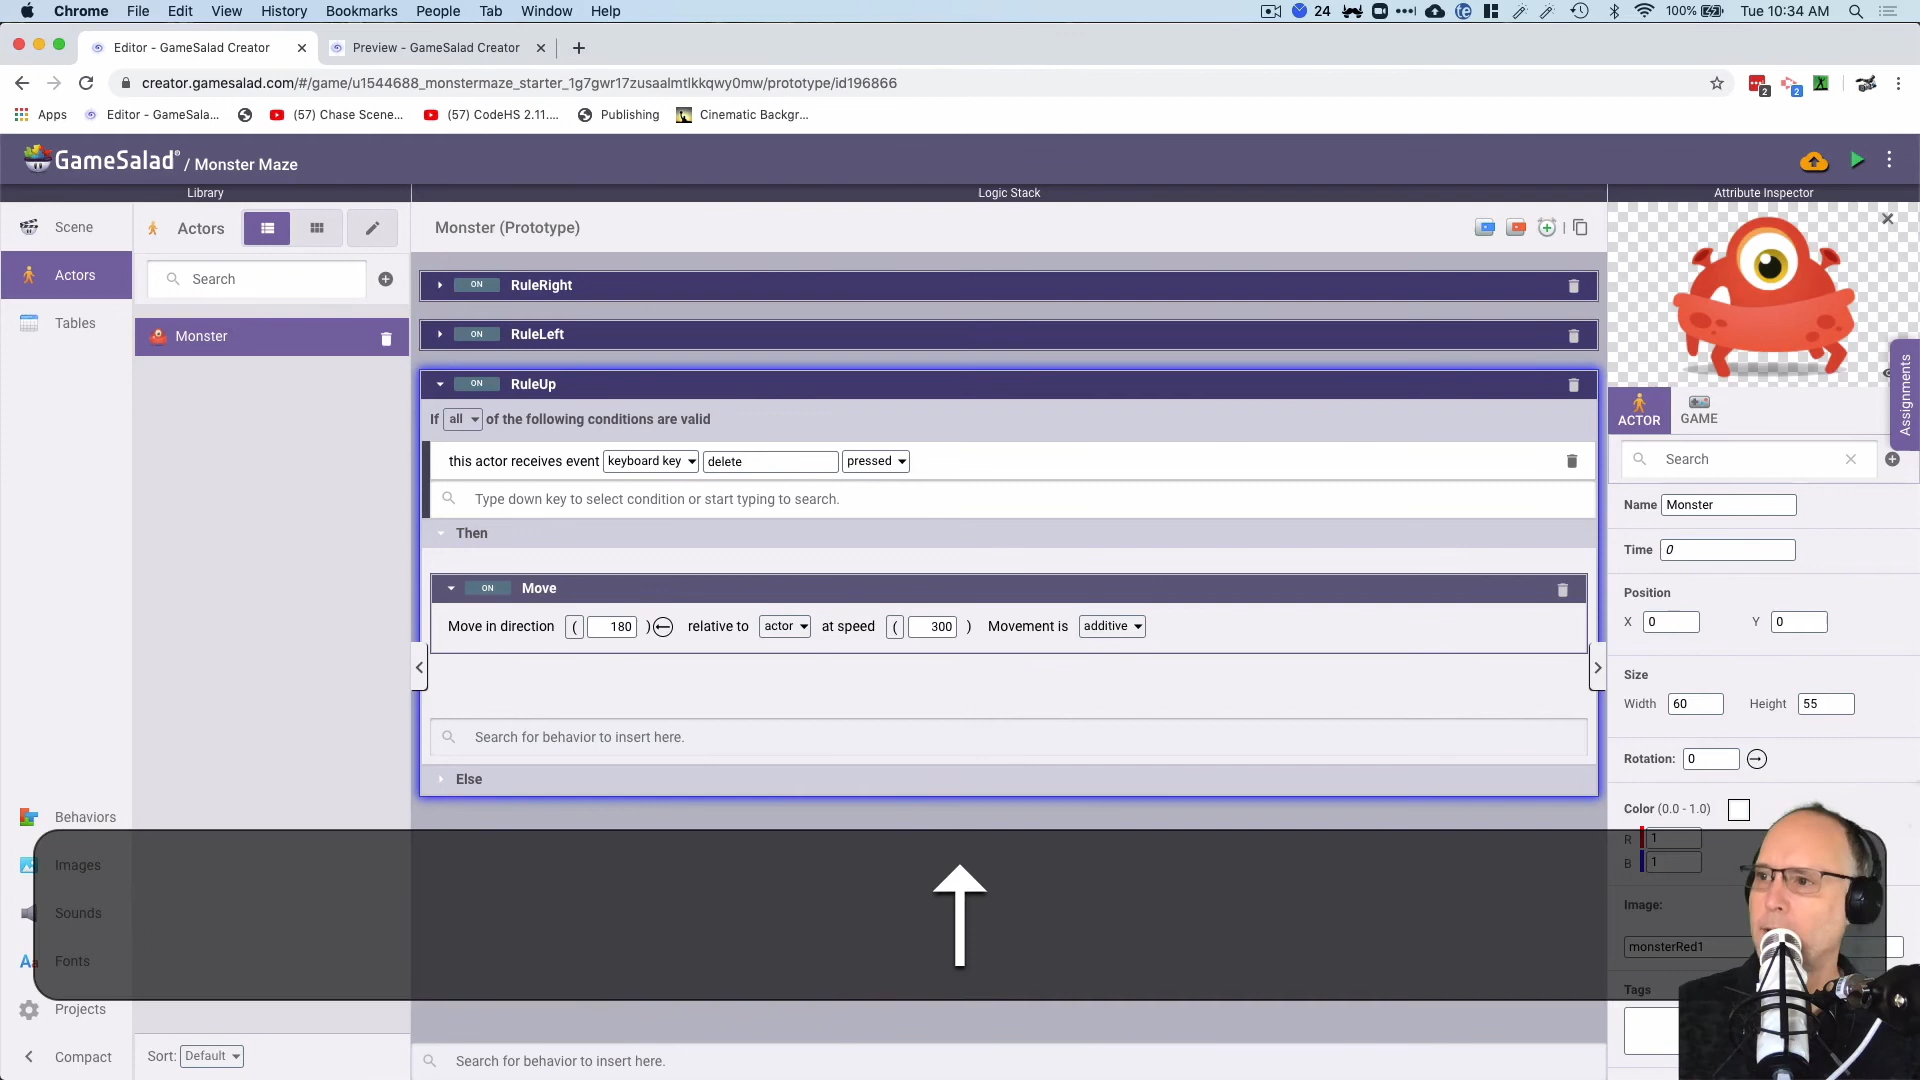 Chrome File Edit View History Bookmarks People Tab Window Help 24 100% Tue 10:34 AM
Editor - GameSalad Creator Preview - GameSalad Creator
creator.gamesalad.com/#/game/u1544688_monstermaze_starter_1g7gwr17zusaalmtlkkqwy0mw/prototype/id196866 2 2
Apps Editor - GameSala... (57) Chase Scene... (57) CodeHS 2.11.... Publishing Cinematic Backgr...
GameSalad® / Monster Maze
Library Logic Stack Attribute Inspector
Scene Actors Monster (Prototype)
Actors Search ON RuleRight
Tables Monster ON RuleLeft
ON RuleUp
Assignments
ACTOR GAME
If all of the following conditions are valid
this actor receives event keyboard key delete pressed Search
Type down key to select condition or start typing to search.
Name Monster
Then
Time 0
ON Move Position
Move in direction ( 180 ) relative to actor at speed ( 300 ) Movement is additive X 0 Y 0
Size
Width 60 Height 55
Search for behavior to insert here.
Rotation: 0
Else
Color (0.0 - 1.0)
Behaviors
R 1
B 1
Images
Sounds Image:
monsterRed1
Aa Fonts
Tags
Projects
Compact Sort: Default Search for behavior to insert here.